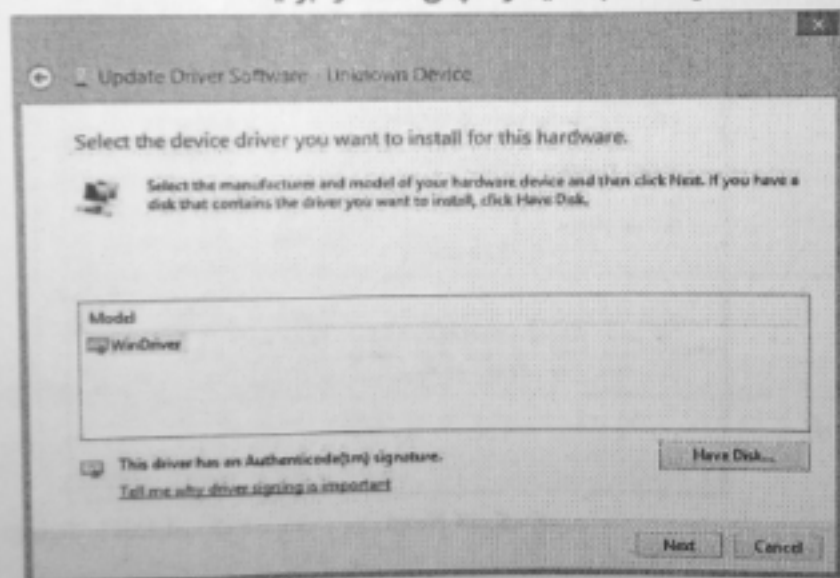 Update Driver Software - Unknown Device
Select the device driver you want to install for this hardware.
Select the manufacturer and model of your hardware device and then click Next. If you have a
disk that contains the driver you want to install, click Have Disk.
Model
WinDriver
This driver has an Authenticode(tm) signature.
Have Disk...
Tell me why driver signing is important
Next
Cancel